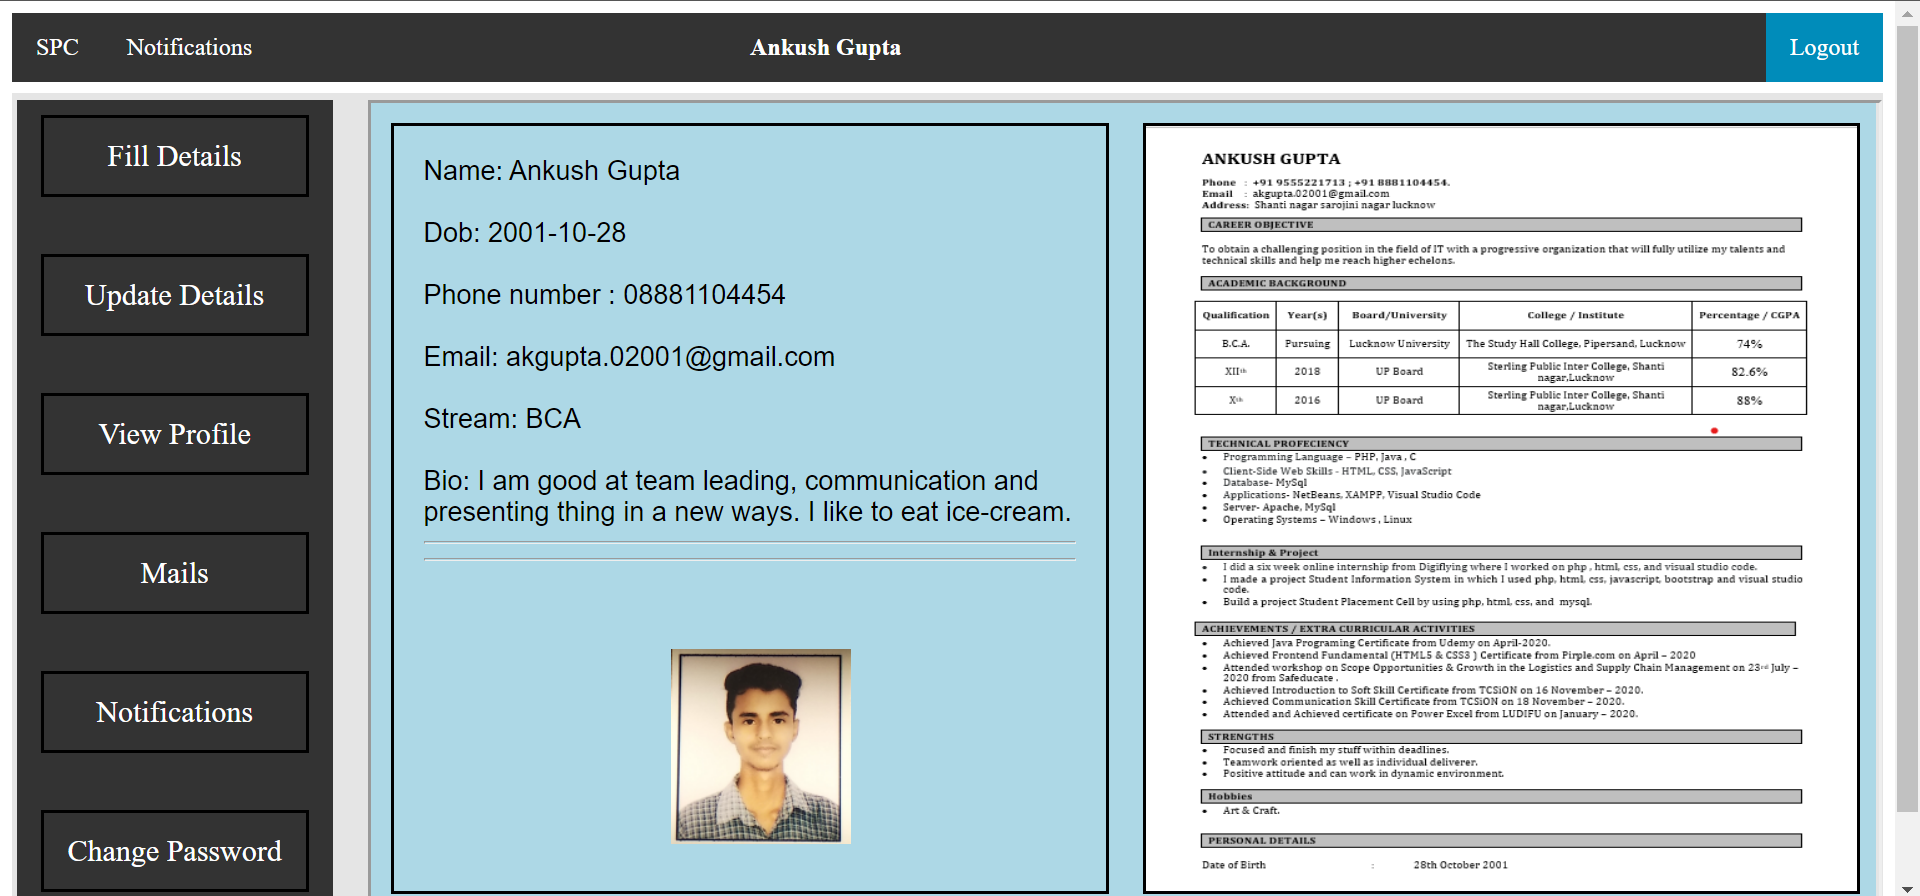 SPC Notifications Ankush Gupta Logout
Fill Details
Update Details
View Profile
Mails
Notifications
Change Password
Name: Ankush Gupta
Dob: 2001-10-28
Phone number : 08881104454
Email: akgupta.02001@gmail.com
Stream: BCA
Bio: I am good at team leading, communication and
presenting thing in a new ways. I like to eat ice-cream.
ANKUSH GUPTA
Phone : +91 9555221713 ; +91 8881104454.
Email : akgupta.02001@gmail.com
Address: Shanti nagar sarojini nagar lucknow
CAREER OBJECTIVE
To obtain a challenging position in the field of IT with a progressive organization that will fully utilize my talents and
technical skills and help me reach higher echelons.
ACADEMIC BACKGROUND
Qualification Year(s) Board/University College / Institute Percentage / CGPA
B.C.A. Pursuing Lucknow University The Study Hall College, Pipersand, Lucknow 74%
XIIth 2018 UP Board Sterling Public Inter College, Shanti nagar,Lucknow 82.6%
Xth 2016 UP Board Sterling Public Inter College, Shanti nagar,Lucknow 88%
TECHNICAL PROFECIENCY
• Programming Language – PHP, Java , C
• Client-Side Web Skills - HTML, CSS, JavaScript
• Database- MySql
• Applications- NetBeans, XAMPP, Visual Studio Code
• Server- Apache, MySql
• Operating Systems – Windows , Linux
Internship & Project
• I did a six week online internship from Digiflying where I worked on php , html, css, and visual studio code.
• I made a project Student Information System in which I used php, html, css, javascript, bootstrap and visual studio
code.
• Build a project Student Placement Cell by using php, html, css, and mysql.
ACHIEVEMENTS / EXTRA CURRICULAR ACTIVITIES
• Achieved Java Programing Certificate from Udemy on April-2020.
• Achieved Frontend Fundamental (HTML5 & CSS3 ) Certificate from Pirple.com on April – 2020
• Attended workshop on Scope Opportunities & Growth in the Logistics and Supply Chain Management on 23rd July –
2020 from Safeducate .
• Achieved Introduction to Soft Skill Certificate from TCSiON on 16 November – 2020.
• Achieved Communication Skill Certificate from TCSiON on 18 November – 2020.
• Attended and Achieved certificate on Power Excel from LUDIFU on January – 2020.
STRENGTHS
• Focused and finish my stuff within deadlines.
• Teamwork oriented as well as individual deliverer.
• Positive attitude and can work in dynamic environment.
Hobbies
• Art & Craft.
PERSONAL DETAILS
Date of Birth : 28th October 2001